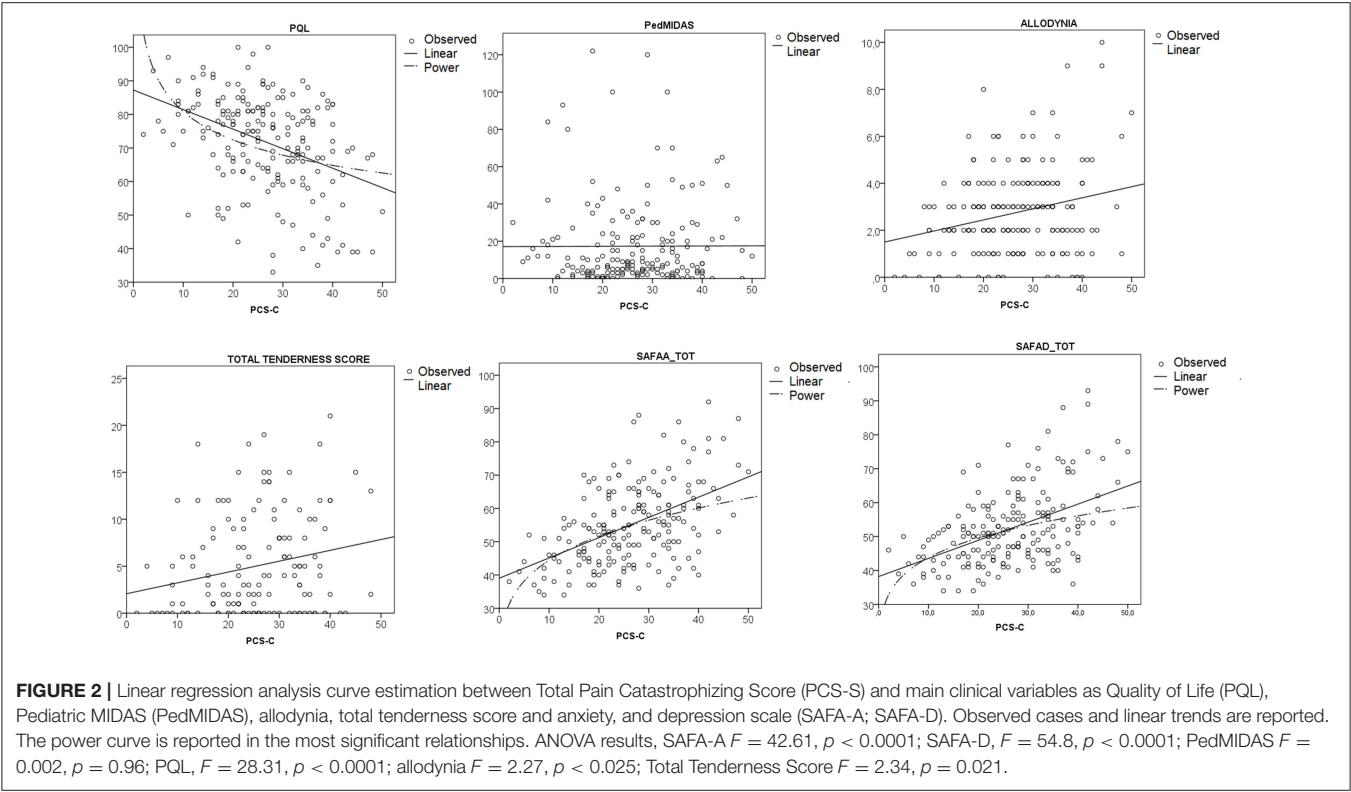 PQL
○ Observed
— Linear
–·– Power
100
90
80
70
60
50
40
30
0 10 20 30 40 50
PCS-C
PedMIDAS
○ Observed
— Linear
120
100
80
60
40
20
0
0 10 20 30 40 50
PCS-C
ALLODYNIA
○ Observed
— Linear
10,0
8,0
6,0
4,0
2,0
,0
0 10 20 30 40 50
PCS-C
TOTAL TENDERNESS SCORE
○ Observed
— Linear
25
20
15
10
5
0
0 10 20 30 40 50
PCS-C
SAFAA_TOT
○ Observed
— Linear
–·– Power
100
90
80
70
60
50
40
30
0 10 20 30 40 50
PCS-C
SAFAD_TOT
○ Observed
— Linear
–·– Power
100
90
80
70
60
50
40
30
,0 10,0 20,0 30,0 40,0 50,0
PCS-C
FIGURE 2 | Linear regression analysis curve estimation between Total Pain Catastrophizing Score (PCS-S) and main clinical variables as Quality of Life (PQL),
Pediatric MIDAS (PedMIDAS), allodynia, total tenderness score and anxiety, and depression scale (SAFA-A; SAFA-D). Observed cases and linear trends are reported.
The power curve is reported in the most significant relationships. ANOVA results, SAFA-A F = 42.61, p < 0.0001; SAFA-D, F = 54.8, p < 0.0001; PedMIDAS F =
0.002, p = 0.96; PQL, F = 28.31, p < 0.0001; allodynia F = 2.27, p < 0.025; Total Tenderness Score F = 2.34, p = 0.021.